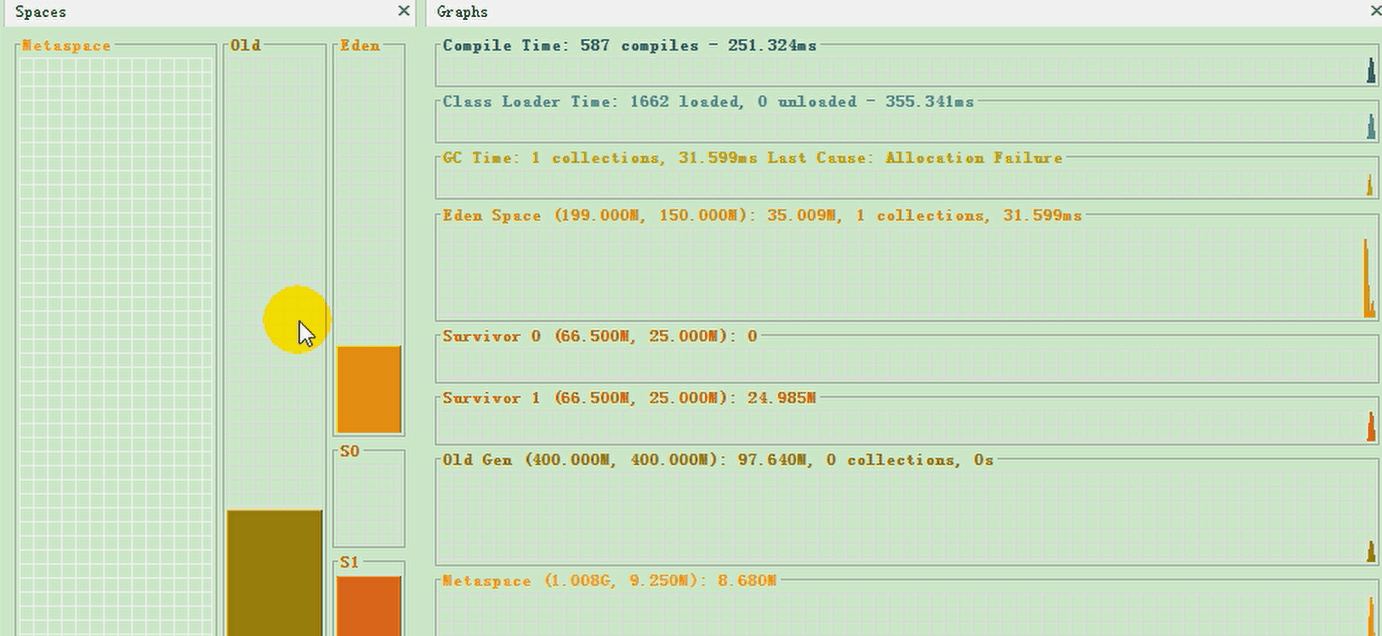 Spaces
Graphs
Metaspace
Old
Eden
S0
S1
Compile Time: 587 compiles - 251.324ms
Class Loader Time: 1662 loaded, 0 unloaded - 355.341ms
GC Time: 1 collections, 31.599ms Last Cause: Allocation Failure
Eden Space (199.000M, 150.000M): 35.009M, 1 collections, 31.599ms
Survivor 0 (66.500M, 25.000M): 0
Survivor 1 (66.500M, 25.000M): 24.985M
Old Gen (400.000M, 400.000M): 97.640M, 0 collections, 0s
Metaspace (1.008G, 9.250M): 8.680M